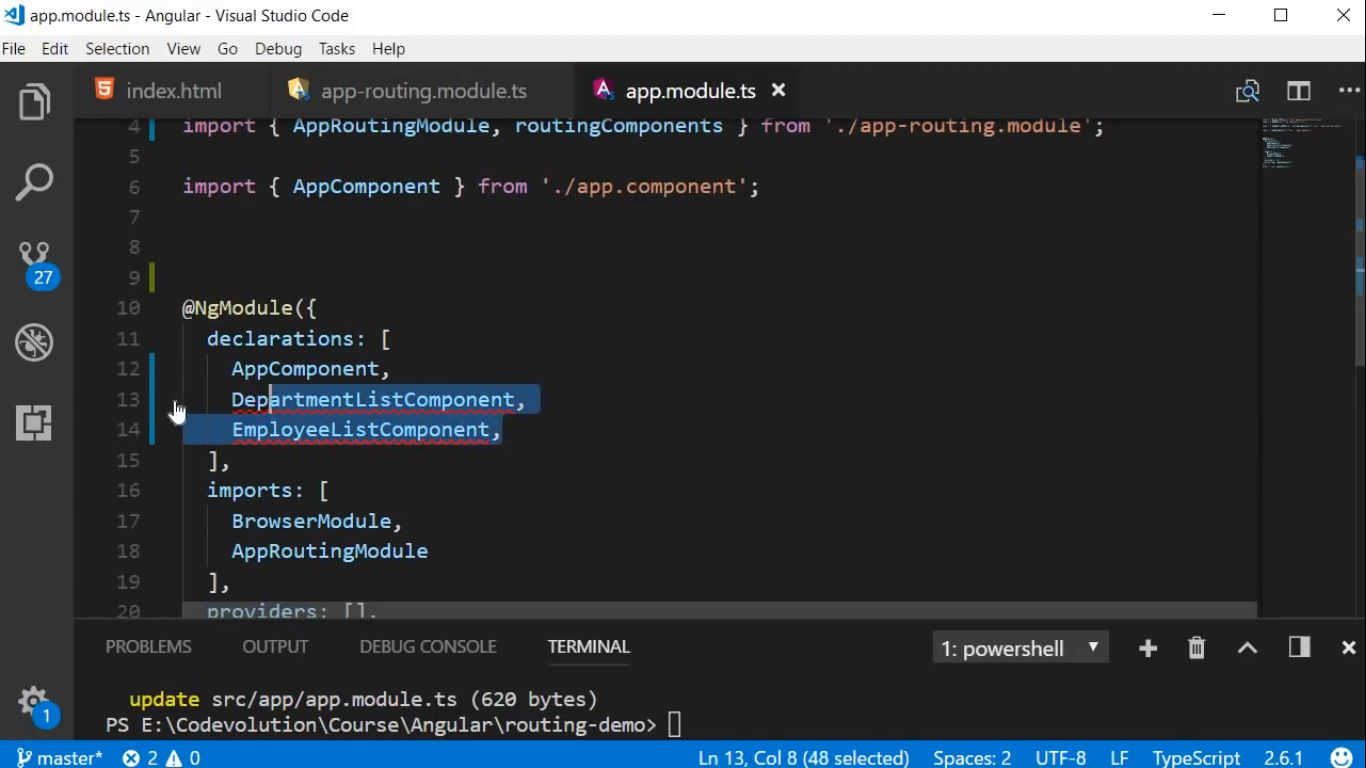 app.module.ts - Angular - Visual Studio Code
File Edit Selection View Go Debug Tasks Help
index.html app-routing.module.ts app.module.ts
4 import { AppRoutingModule, routingComponents } from './app-routing.module';
5
6 import { AppComponent } from './app.component';
7
8
9
10 @NgModule({
11 declarations: [
12 AppComponent,
13 DepartmentListComponent,
14 EmployeeListComponent,
15 ],
16 imports: [
17 BrowserModule,
18 AppRoutingModule
19 ],
20 providers: [],
27
1
PROBLEMS OUTPUT DEBUG CONSOLE TERMINAL 1: powershell
update src/app/app.module.ts (620 bytes)
PS E:\Codevolution\Course\Angular\routing-demo>
master* 2 0 Ln 13, Col 8 (48 selected) Spaces: 2 UTF-8 LF TypeScript 2.6.1